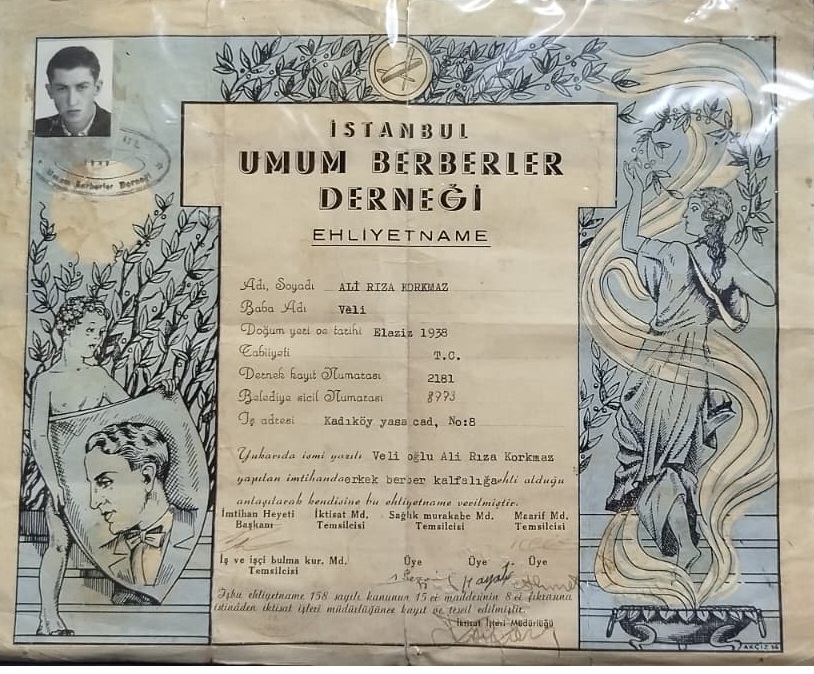 İSTANBUL
UMUM BERBERLER
DERNEĞİ
EHLİYETNAME
Umum Berberler Derneği
Adı, Soyadı ALİ RIZA KORKMAZ
Baba Adı Veli
Doğum yeri ve tarihi Elaziz 1938
Tabiiyeti T.C.
Dernek kayıt Numarası 2181
Belediye sicil Numarası 8993
İş adresi Kadıköy yasa cad, No:8
Yukarıda ismi yazılı Veli oğlu Ali Rıza Korkmaz
yapılan imtihanda erkek berber kalfalığa ehli olduğu
anlaşılarak kendisine bu ehliyetname verilmiştir.
İmtihan Heyeti Başkanı
İktisat Md. Temsilcisi
Sağlık murakabe Md. Temsilcisi
Maarif Md. Temsilcisi
İş ve işçi bulma kur. Md. Temsilcisi
Üye Üye Üye
İşbu ehliyetname 158 sayılı kanunun 15 ci maddesinin 8 ci fıkrasına
istinaden iktisat işleri müdürlüğünce kayıt ve tescil edilmiştir.
İktisat İşleri Müdürlüğü